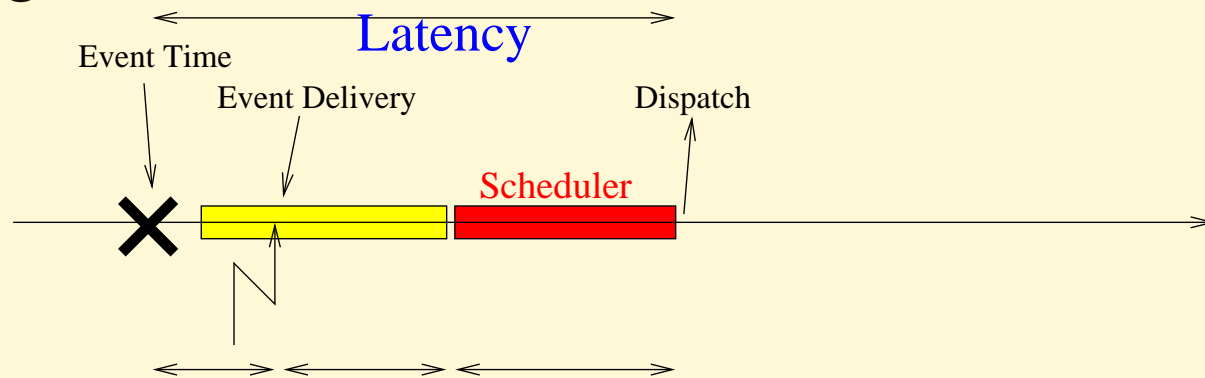 Latency
Event Time
Event Delivery
Dispatch
Scheduler